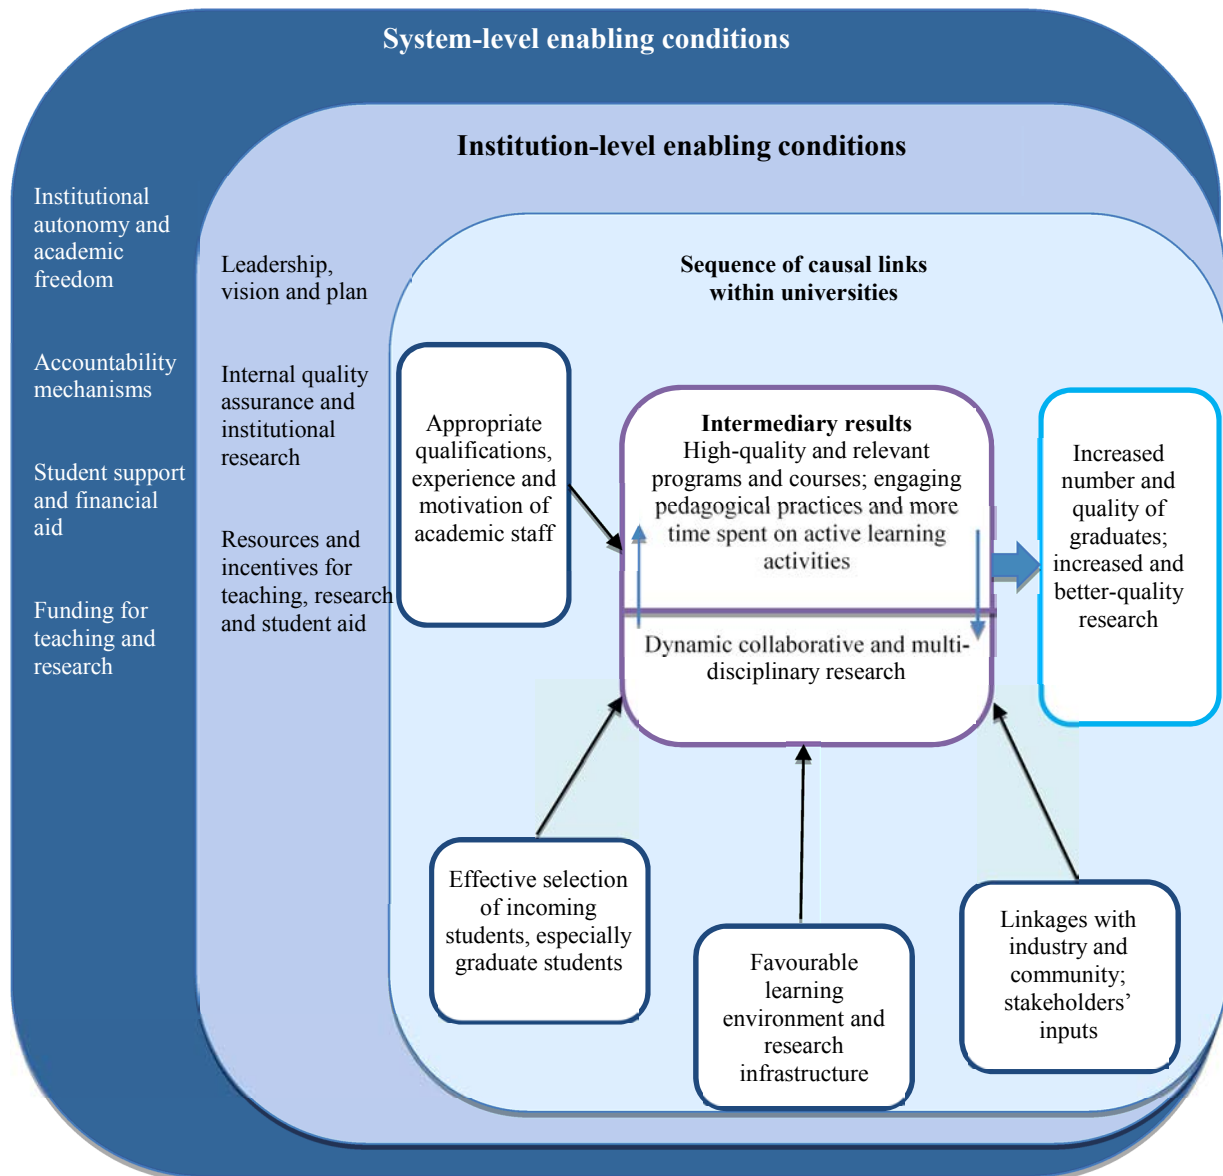 System-level enabling conditions
Institution-level enabling conditions
Institutional
autonomy and
academic
freedom
Accountability
mechanisms
Student support
and financial
aid
Funding for
teaching and
research
Leadership,
vision and plan
Internal quality
assurance and
institutional
research
Resources and
incentives for
teaching, research
and student aid
Sequence of causal links
within universities
Appropriate
qualifications,
experience and
motivation of
academic staff
Intermediary results
High-quality and relevant
programs and courses; engaging
pedagogical practices and more
time spent on active learning
activities
Dynamic collaborative and multi-
disciplinary research
Increased
number and
quality of
graduates;
increased and
better-quality
research
Effective selection
of incoming
students, especially
graduate students
Favourable
learning
environment and
research
infrastructure
Linkages with
industry and
community;
stakeholders’
inputs